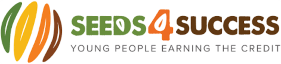 SEEDS4SUCCESS
YOUNG PEOPLE EARNING THE CREDIT